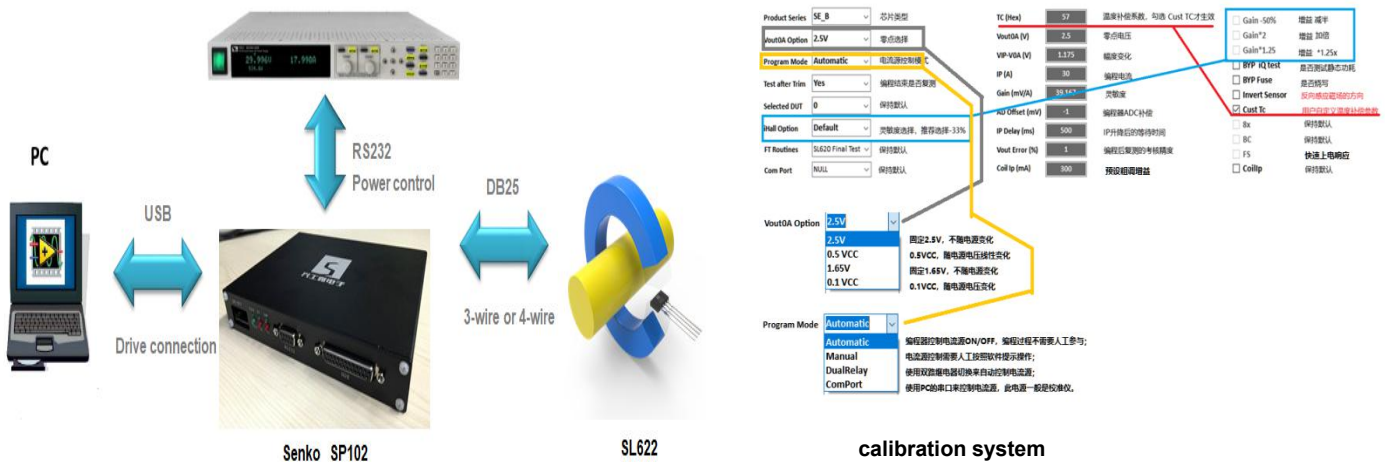 29.996V 17.998A
RS232
Power control
PC
USB
Drive connection
DB25
3-wire or 4-wire
Senko SP102
SL622
Product Series SE_B 芯片类型
Vout0A Option 2.5V 零点选择
Program Mode Automatic 电流源控制模式
Test after Trim Yes 编程结束是否复测
Selected DUT 0 保持默认
iHall Option Default 灵敏度选择、推荐选择-33%
FT Routines SL620 Final Test 保持默认
Com Port NULL 保持默认
TC (Hex) 57 温度补偿系数，勾选 Cust TC才生效
Vout0A (V) 2.5 零点电压
VIP-V0A (V) 1.175 幅度变化
IP (A) 30 编程电流
Gain (mV/A) 39.167 灵敏度
AD Offset (mV) -1 编程器ADC补偿
IP Delay (ms) 500 IP升降后的等待时间
Vout Error (%) 1 编程后复测的考核精度
Coil Ip (mA) 300 预设粗调增益
Gain -50% 增益 减半
Gain*2 增益 加倍
Gain*1.25 增益 *1.25x
BYP iQ test 是否测试静态功耗
BYP Fuse 是否烧写
Invert Sensor 反向感应磁场的方向
Cust Tc 用户自定义温度补偿参数
8x 保持默认
BC 保持默认
FS 快速上电响应
CoilIp 保持默认
Vout0A Option 2.5V
2.5V 固定2.5V，不随电源变化
0.5 VCC 0.5VCC，随电源电压线性变化
1.65V 固定1.65V，不随电源变化
0.1 VCC 0.1VCC，随电源电压变化
Program Mode Automatic
Automatic 编程器控制电流源ON/OFF，编程过程不需要人工参与；
Manual 电流源控制需要人工按照软件提示操作；
DualRelay 使用双路继电器切换来自动控制电流源；
ComPort 使用PC的串口来控制电流源，此电源一般是校准仪。
calibration system